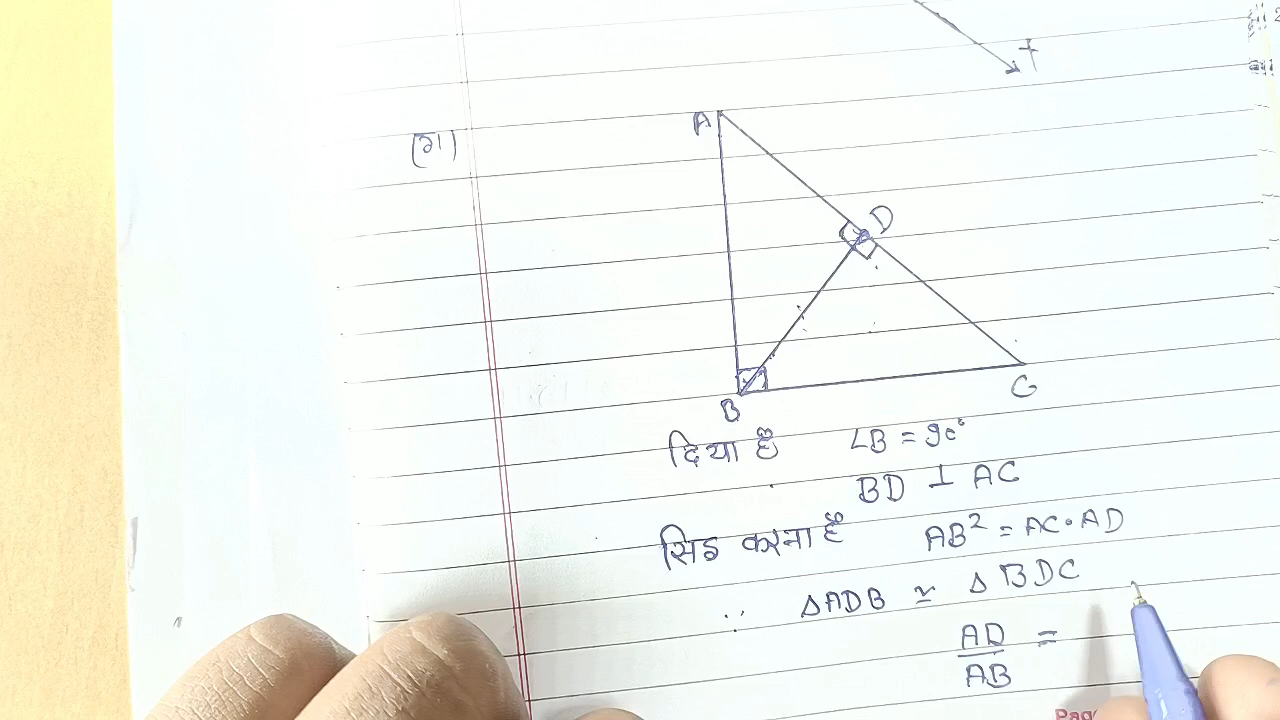 (ग)
A
D
B
C
दिया है ∠B = 90°
BD ⊥ AC
सिद्ध करना है AB² = AC·AD
∵ ΔADB ≃ ΔBDC
AD/AB =